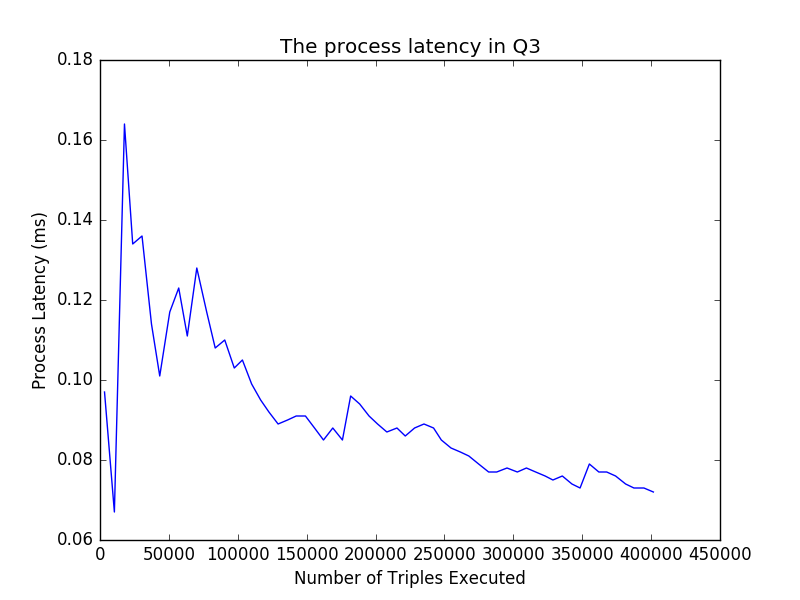 The process latency in Q3
0.18
0.16
0.14
0.12
0.10
0.08
0.06
Process Latency (ms)
0 50000 100000 150000 200000 250000 300000 350000 400000 450000
Number of Triples Executed